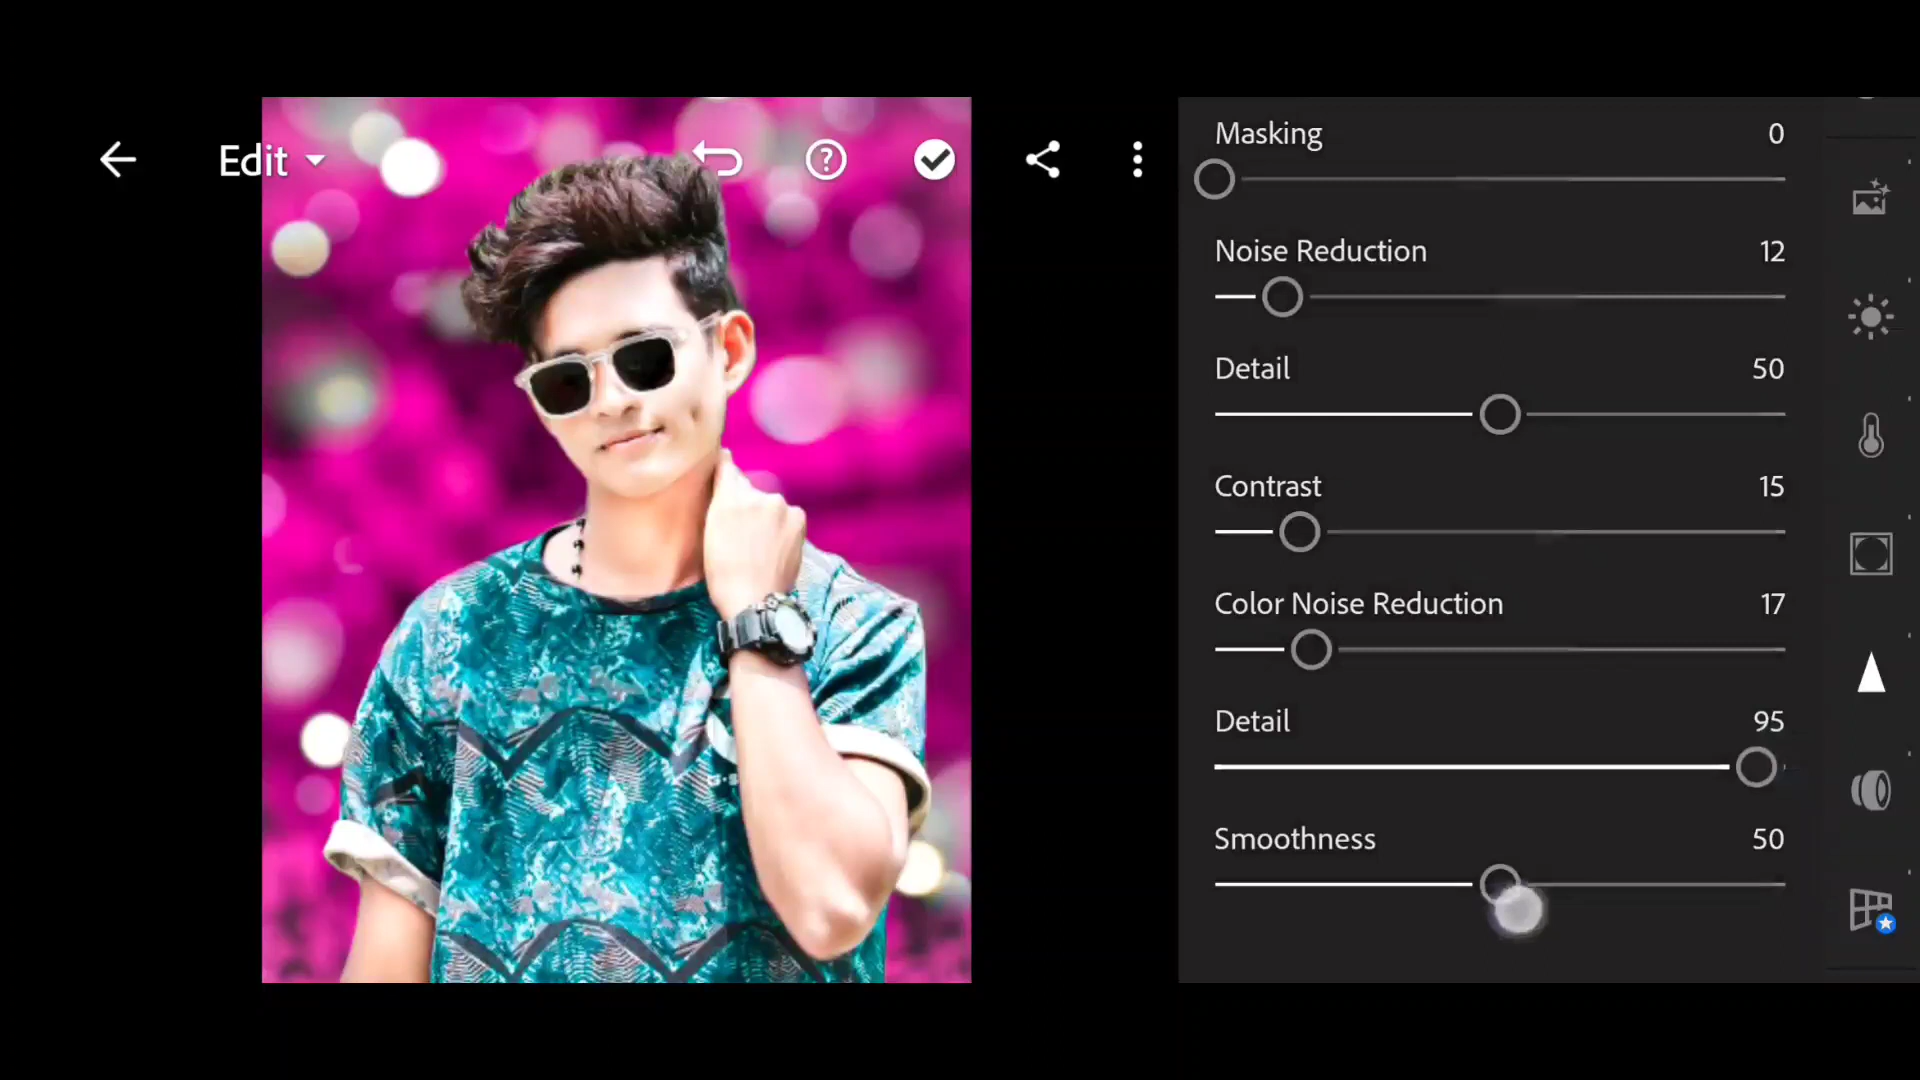 Edit
Masking 0
Noise Reduction 12
Detail 50
Contrast 15
Color Noise Reduction 17
Detail 95
Smoothness 50